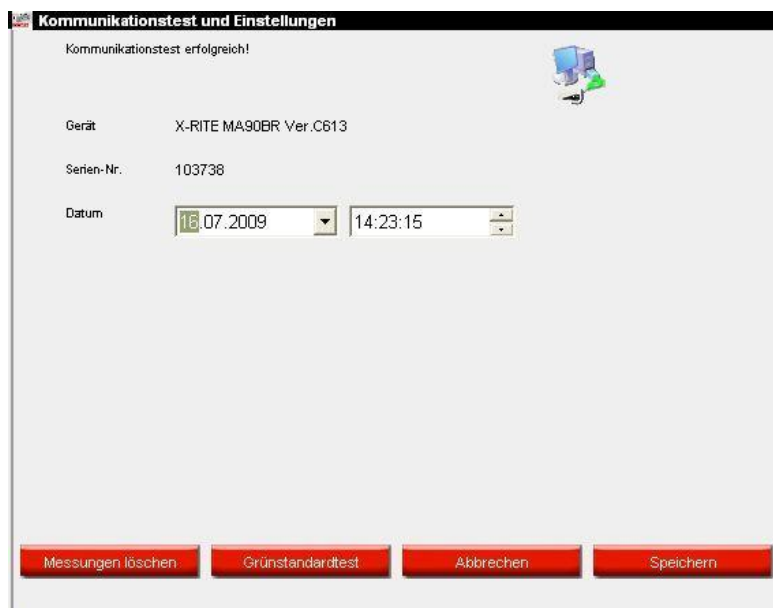 Kommunikationstest und Einstellungen
Kommunikationstest erfolgreich!
Gerät X-RITE MA90BR Ver.C613
Serien-Nr. 103738
Datum 16.07.2009 14:23:15
Messungen löschen Grünstandardtest Abbrechen Speichern